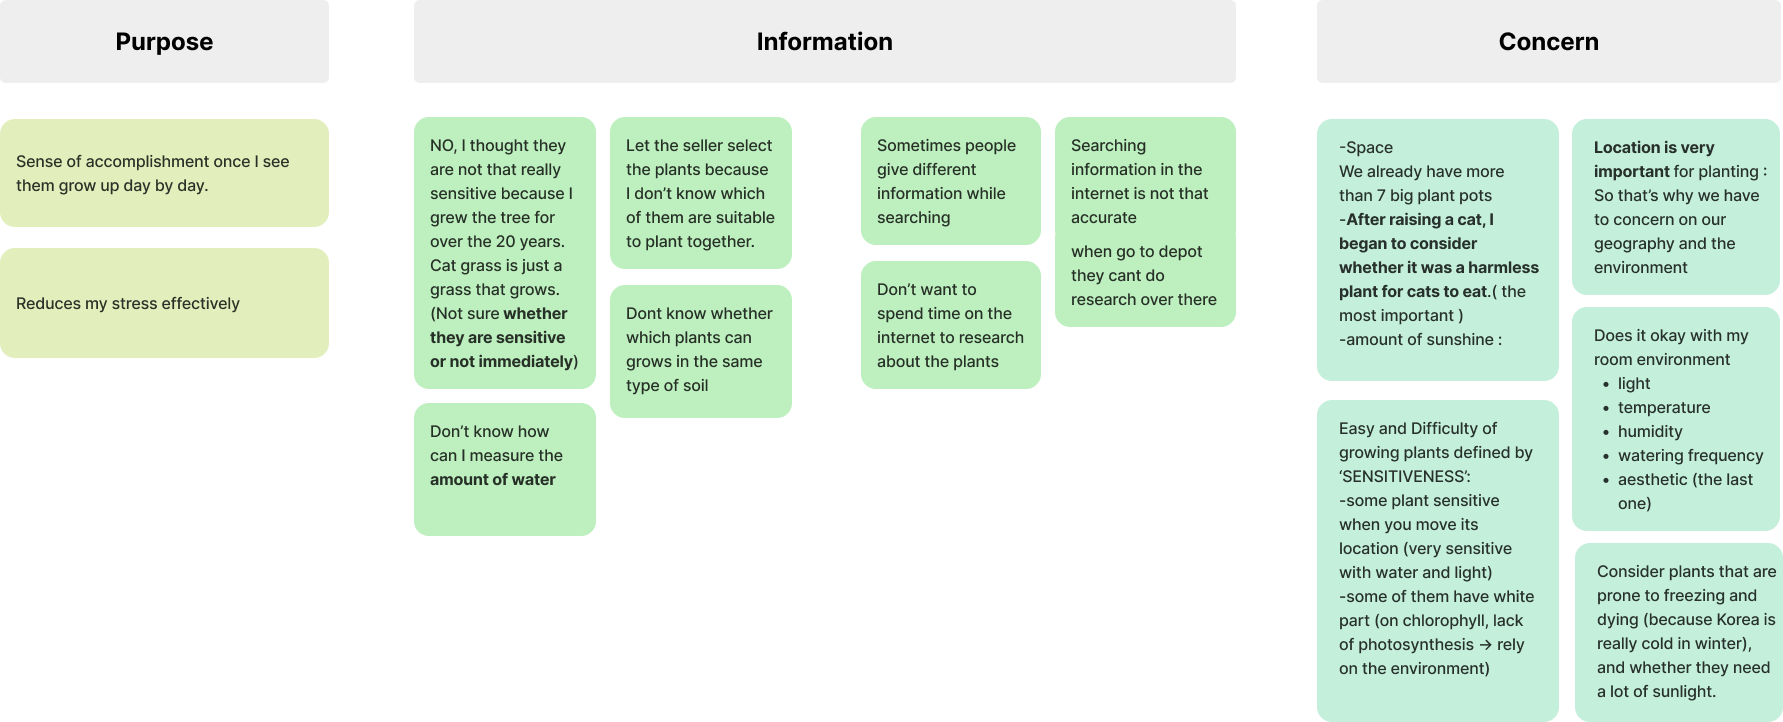 Purpose
Sense of accomplishment once I see
them grow up day by day.
Reduces my stress effectively
Information
NO, I thought they
are not that really
sensitive because I
grew the tree for
over the 20 years.
Cat grass is just a
grass that grows.
(Not sure whether
they are sensitive
or not immediately)
Don’t know how
can I measure the
amount of water
Let the seller select
the plants because
I don’t know which
of them are suitable
to plant together.
Dont know whether
which plants can
grows in the same
type of soil
Sometimes people
give different
information while
searching
Don’t want to
spend time on the
internet to research
about the plants
Searching
information in the
internet is not that
accurate
when go to depot
they cant do
research over there
Concern
-Space
We already have more
than 7 big plant pots
-After raising a cat, I
began to consider
whether it was a harmless
plant for cats to eat.( the
most important )
-amount of sunshine :
Easy and Difficulty of
growing plants defined by
‘SENSITIVENESS’:
-some plant sensitive
when you move its
location (very sensitive
with water and light)
-some of them have white
part (on chlorophyll, lack
of photosynthesis → rely
on the environment)
Location is very
important for planting :
So that’s why we have
to concern on our
geography and the
environment
Does it okay with my
room environment
• light
• temperature
• humidity
• watering frequency
• aesthetic (the last
one)
Consider plants that are
prone to freezing and
dying (because Korea is
really cold in winter),
and whether they need
a lot of sunlight.